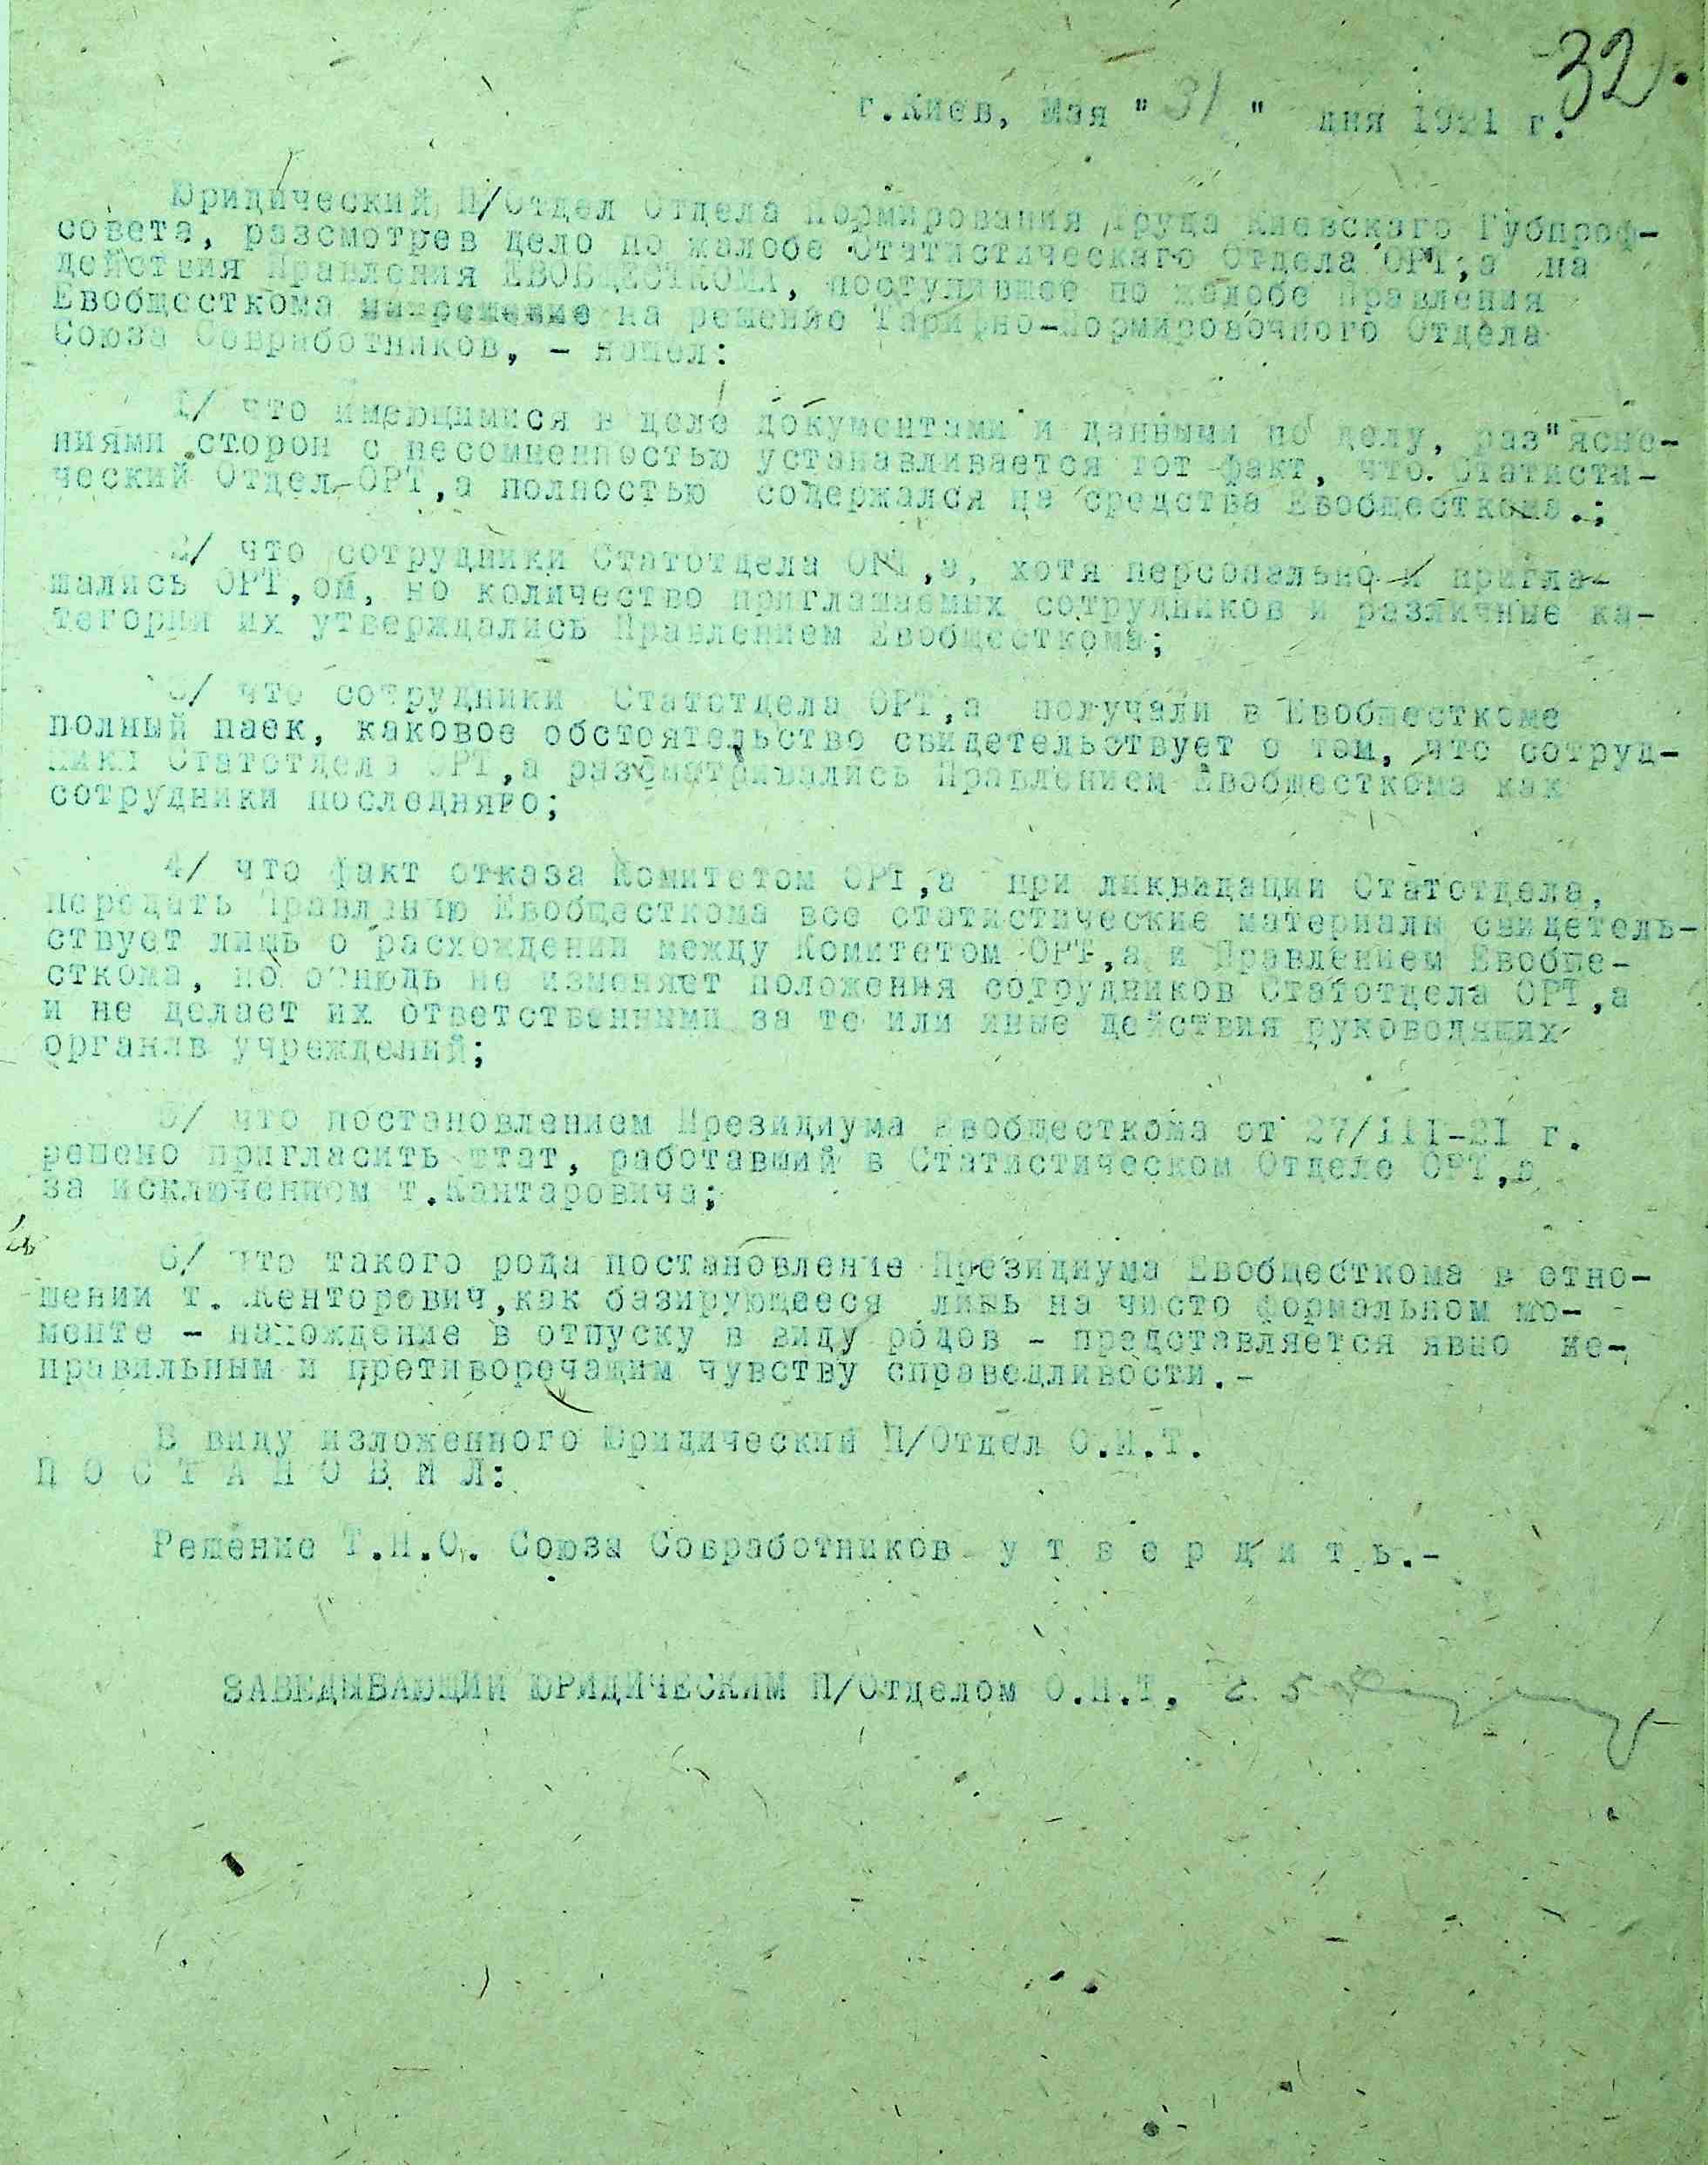 32.
г.Киев, Мая " 31 " дня 1921 г.
Юридический П/Отдел Отдела Нормирования Труда Киевскаго Губпроф-
совета, разсмотрев дело по жалобе Статистическаго Отдела ОРТ,а на
действия Правления ЕВОБЩЕСТКОМА, поступившее по жалобе Правления
Евобщесткома на решение на решение Тарифно-Нормировочного Отдела
Союза Совработников, - нашел:
1/ что имеющимися в деле документами и данными по делу, раз"ясне-
ниями сторон с несомненностью устанавливается тот факт, что Статисти-
ческий Отдел ОРТ,а полностью содержался на средства Евобщесткома.;
2/ что сотрудники Статотдела ОРТ,а, хотя персонально и пригла-
шались ОРТ,ом, но количество приглашаемых сотрудников и различные ка-
тегории их утверждались Правлением Евобщесткома;
3/ что сотрудники Статотдела ОРТ,а получали в Евобщесткоме
полный паек, каковое обстоятельство свидетельствует о том, что сотруд-
ники Статотдела ОРТ,а разсматривались Правлением Евобщесткома как
сотрудники последняго;
4/ что факт отказа Комитетом ОРТ,а при ликвидации Статотдела,
передать Правлению Евобщесткома все статистические материалы свидетель-
ствует лишь о расхождении между Комитетом ОРТ,а и Правлением Евобще-
сткома, но отнюдь не изменяет положения сотрудников Статотдела ОРТ,а
и не делает их ответственными за те или иные действия руководящих
органов учреждений;
5/ что постановлением Президиума Евобщесткома от 27/III-21 г.
решено пригласить штат, работавший в Статистическом Отделе ОРТ,а
за исключением т.Кантаровича;
6/ что такого рода постановление Президиума Евобщесткома в отно-
шении т. Кенторович,как базирующееся лишь на чисто формальном мо-
менте - нахождение в отпуску в виду родов - представляется явно не-
правильным и противоречащим чувству справедливости.-
В виду изложенного Юридический П/Отдел О.Н.Т.
П О С Т А Н О В И Л:
Решение Т.Н.О. Союза Совработников у т в е р д и т ь.-
ЗАВЕДЫВАЮЩИЙ ЮРИДИЧЕСКИМ П/Отделом О.Н.Т.